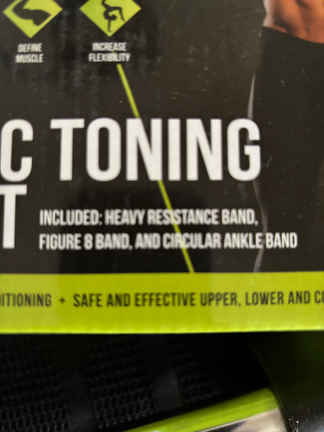 DEFINE
MUSCLE
INCREASE
FLEXIBILITY
C TONING
T
INCLUDED: HEAVY RESISTANCE BAND,
FIGURE 8 BAND, AND CIRCULAR ANKLE BAND
ITIONING + SAFE AND EFFECTIVE UPPER, LOWER AND C